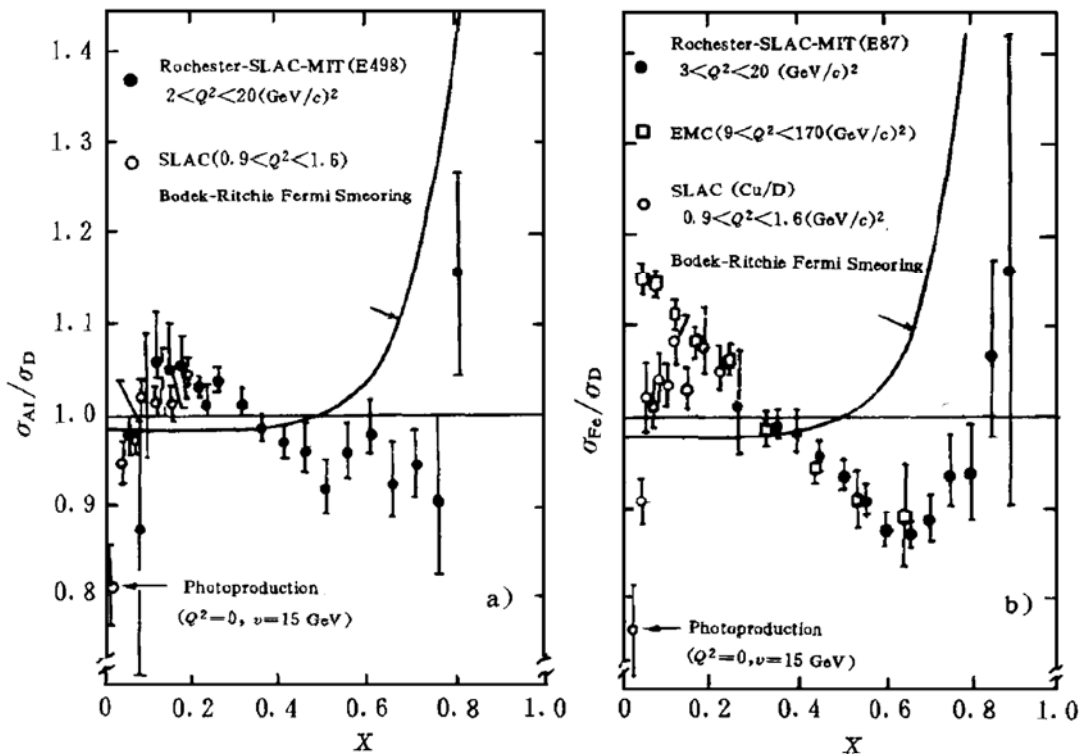 1.4
1.3
1.2
1.1
1.0
0.9
0.8
σAl/σD
Rochester-SLAC-MIT(E498)
2<Q²<20(GeV/c)²
SLAC(0.9<Q²<1.6)
Bodek-Ritchie Fermi Smeoring
Photoproduction
(Q²=0, ν=15 GeV)
a)
0 0.2 0.4 0.6 0.8 1.0
X
σFe/σD
Rochester-SLAC-MIT(E87)
3<Q²<20 (GeV/c)²
EMC(9<Q²<170(GeV/c)²)
SLAC (Cu/D)
0.9<Q²<1.6(GeV/c)²
Bodek-Ritchie Fermi Smeoring
Photoproduction
(Q²=0,ν=15 GeV)
b)
0 0.2 0.4 0.6 0.8 1.0
X